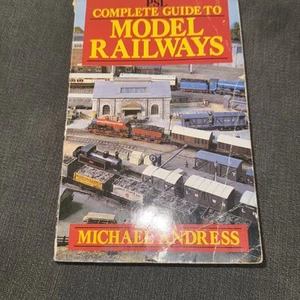 PSL
COMPLETE GUIDE TO
MODEL
RAILWAYS
MICHAEL ANDRESS